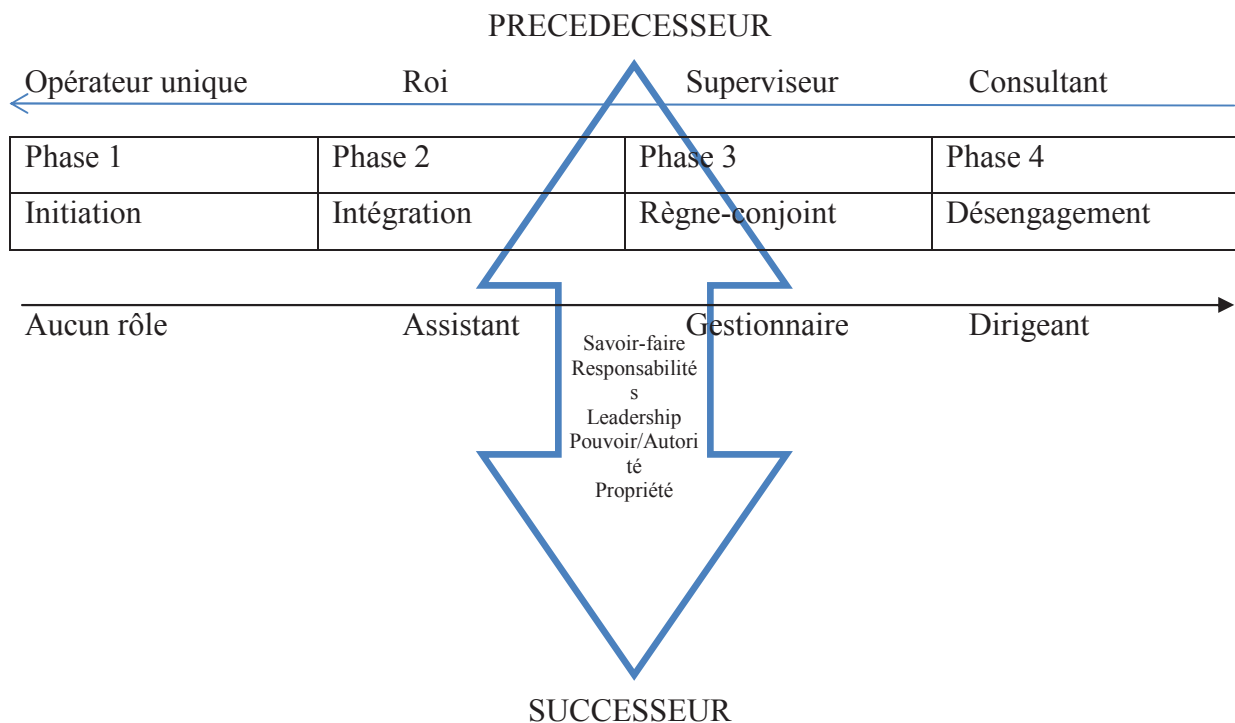 PRECEDECESSEUR
Opérateur unique Roi Superviseur Consultant
Phase 1 Phase 2 Phase 3 Phase 4
Initiation Intégration Règne-conjoint Désengagement
Aucun rôle Assistant Gestionnaire Dirigeant
Savoir-faire
Responsabilité
s
Leadership
Pouvoir/Autori
té
Propriété
SUCCESSEUR